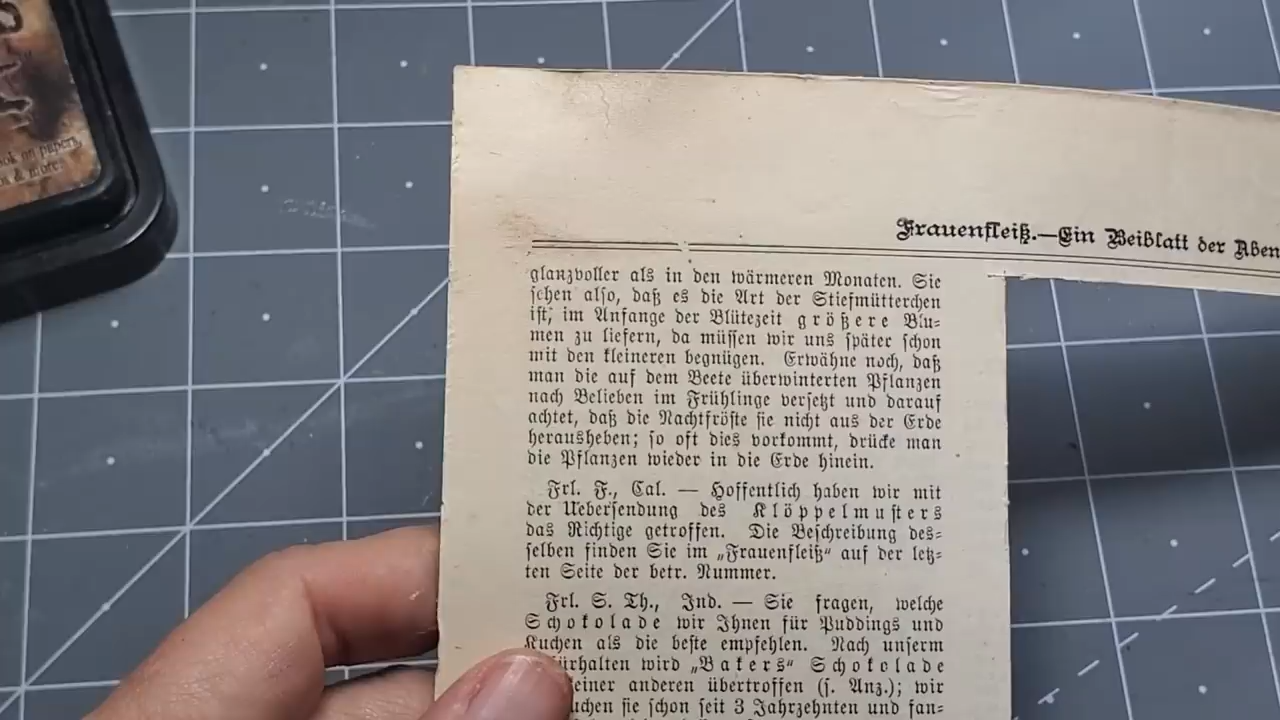 ook on papers,
& more.
Frauenfleiß.—Ein Beiblatt der
glanzvoller als in den wärmeren Monaten. Sie
sehen also, daß es die Art der Stiefmütterchen
ist, im Anfange der Blütezeit größere Blu-
men zu liefern, da müssen wir uns später schon
mit den kleineren begnügen. Erwähne noch, daß
man die auf dem Beete überwinterten Pflanzen
nach Belieben im Frühlinge versetzt und darauf
achtet, daß die Nachtfröste sie nicht aus der Erde
herausheben; so oft dies vorkommt, drücke man
die Pflanzen wieder in die Erde hinein.
Frl. F., Cal. — Hoffentlich haben wir mit
der Uebersendung des Klöppelmusters
das Richtige getroffen. Die Beschreibung des-
selben finden Sie im „Frauenfleiß“ auf der letz-
ten Seite der betr. Nummer.
Frl. S. Th., Ind. — Sie fragen, welche
Schokolade wir Ihnen für Puddings und
Kuchen als die beste empfehlen. Nach unserm
wird „Bakers“ Schokolade
einer anderen übertroffen (s. Anz.); wir
sie schon seit 3 Jahrzehnten und fan-